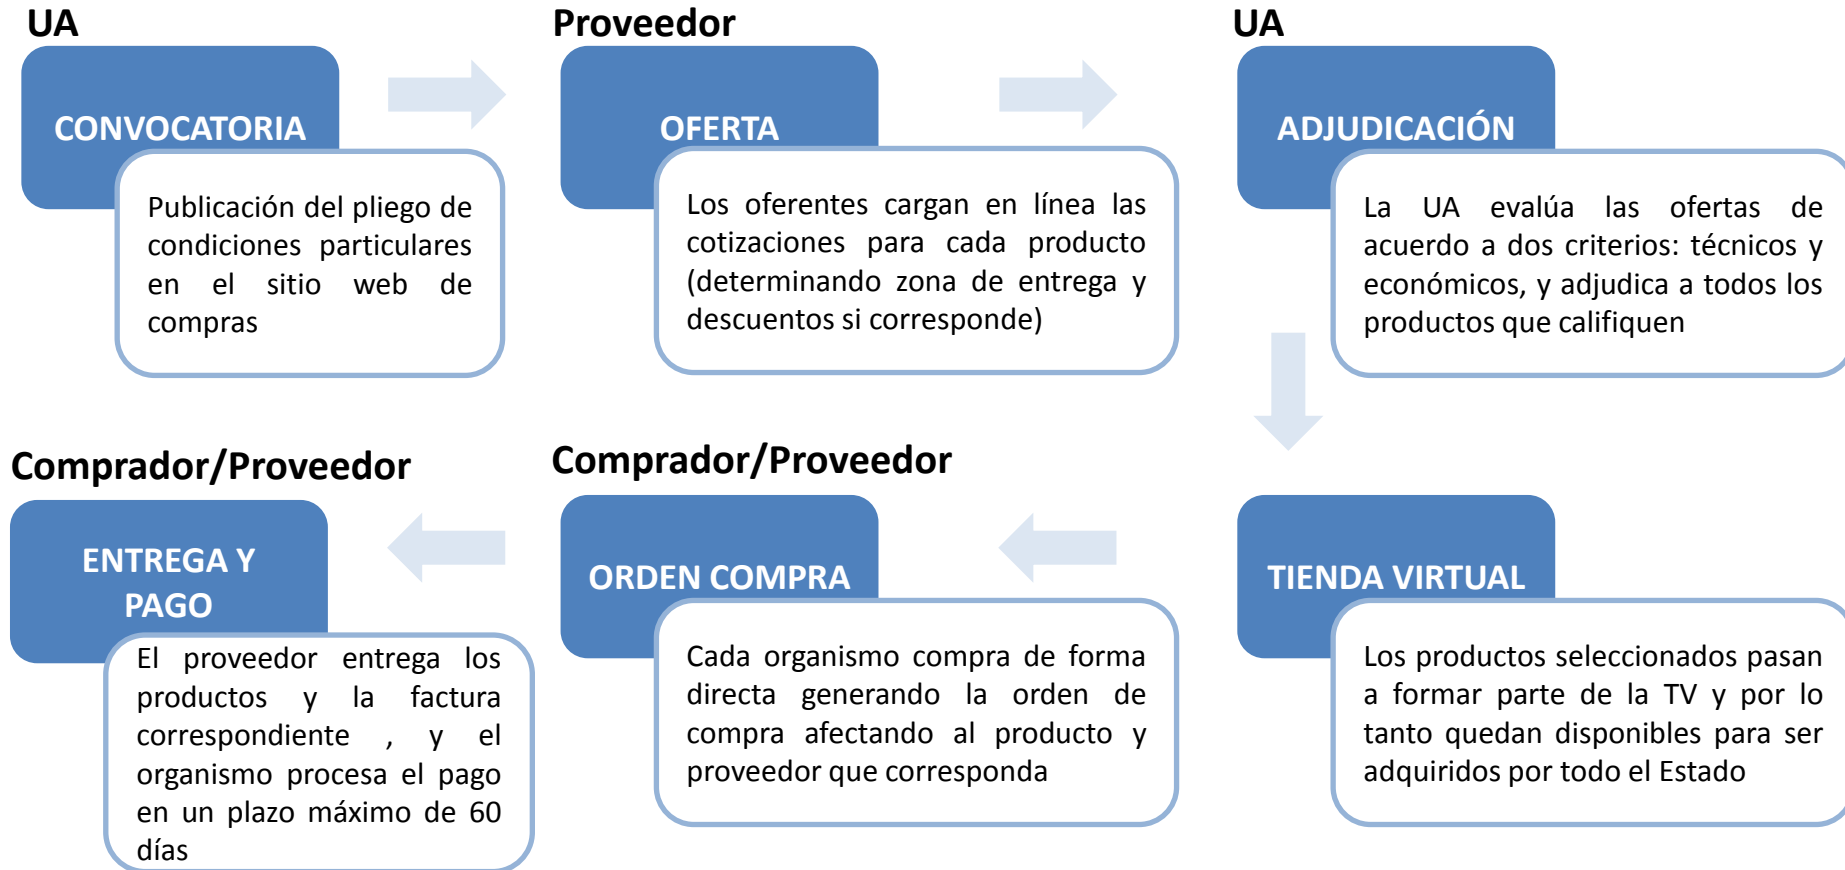 UA
CONVOCATORIA
Publicación del pliego de
condiciones particulares
en el sitio web de
compras
Proveedor
OFERTA
Los oferentes cargan en línea las
cotizaciones para cada producto
(determinando zona de entrega y
descuentos si corresponde)
UA
ADJUDICACIÓN
La UA evalúa las ofertas de
acuerdo a dos criterios: técnicos y
económicos, y adjudica a todos los
productos que califiquen
TIENDA VIRTUAL
Los productos seleccionados pasan
a formar parte de la TV y por lo
tanto quedan disponibles para ser
adquiridos por todo el Estado
Comprador/Proveedor
ORDEN COMPRA
Cada organismo compra de forma
directa generando la orden de
compra afectando al producto y
proveedor que corresponda
Comprador/Proveedor
ENTREGA Y
PAGO
El proveedor entrega los
productos y la factura
correspondiente , y el
organismo procesa el pago
en un plazo máximo de 60
días